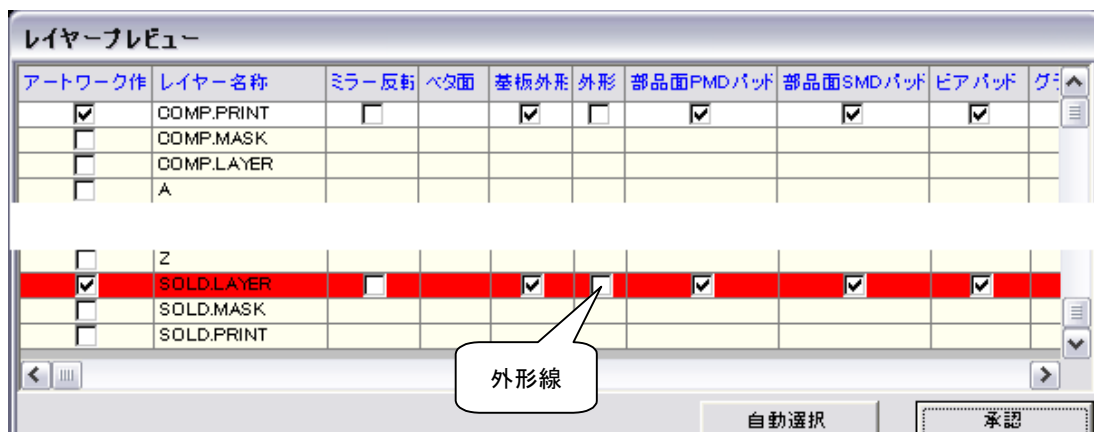 レイヤープレビュー
アートワーク作 レイヤー名称 ミラー反転 ベタ面 基板外形 外形 部品面PMDパッド 部品面SMDパッド ビアパッド グラ
COMP.PRINT
COMP.MASK
COMP.LAYER
A
Z
SOLD.LAYER
SOLD.MASK
SOLD.PRINT
外形線
自動選択 承認